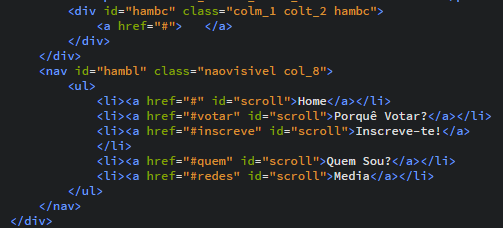 <div id="hambc" class="colm_1 colt_2 hambc">
<a href="#">   </a>
</div>
</div>
<nav id="hambl" class="naovisivel col_8">
<ul>
<li><a href="#" id="scroll">Home</a></li>
<li><a href="#votar" id="scroll">Porquê Votar?</a></li>
<li><a href="#inscreve" id="scroll">Inscreve-te!</a>
</li>
<li><a href="#quem" id="scroll">Quem Sou?</a></li>
<li><a href="#redes" id="scroll">Media</a></li>
</ul>
</nav>
</div>